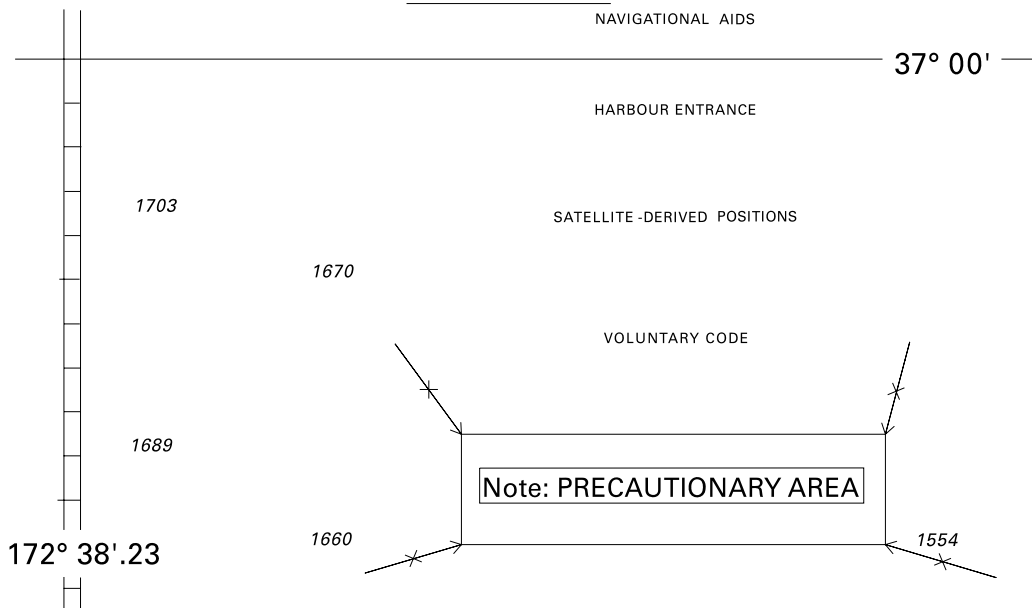 NAVIGATIONAL AIDS
37° 00'
HARBOUR ENTRANCE
1703
SATELLITE -DERIVED POSITIONS
1670
VOLUNTARY CODE
1689
Note: PRECAUTIONARY AREA
1660
1554
172° 38'.23